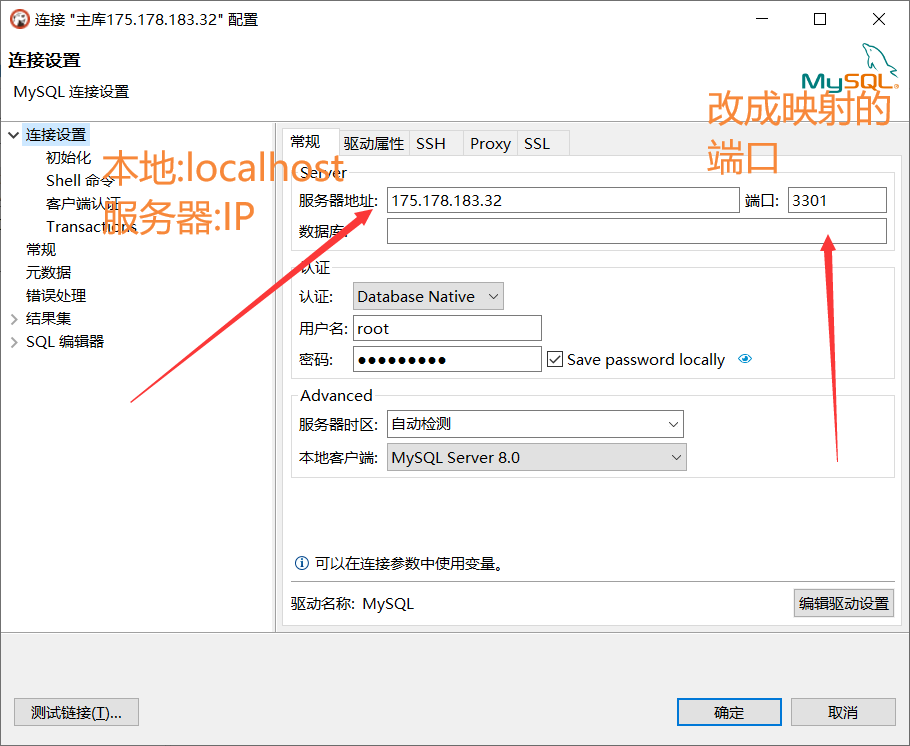 连接 "主库175.178.183.32" 配置
连接设置
MySQL 连接设置
MySQL
改成映射的
端口
连接设置
初始化
Shell 命令
客户端认证
Transactions
常规
元数据
错误处理
结果集
SQL 编辑器
本地:localhost
服务器:IP
常规 驱动属性 SSH Proxy SSL
Server
服务器地址: 175.178.183.32 端口: 3301
数据库:
认证
认证: Database Native
用户名: root
密码: ●●●●●●●●● Save password locally
Advanced
服务器时区: 自动检测
本地客户端: MySQL Server 8.0
可以在连接参数中使用变量。
驱动名称: MySQL 编辑驱动设置
测试链接(T)... 确定 取消